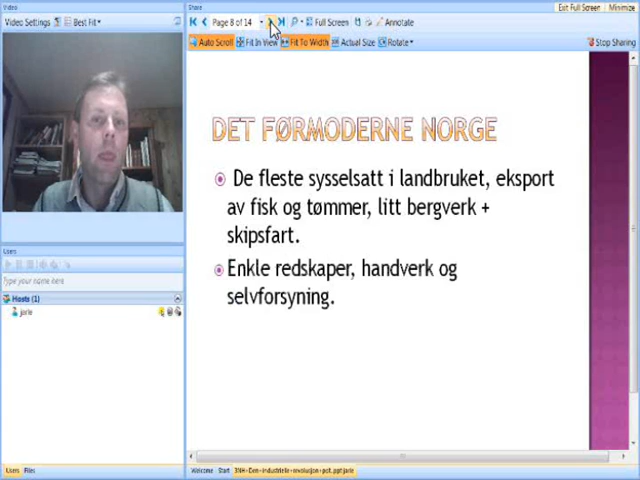 Video
Share
Exit Full Screen
Minimize
Video Settings
Best Fit
Page 8 of 14
Full Screen
Annotate
Auto Scroll
Fit In View
Fit To Width
Actual Size
Rotate
Stop Sharing
DET FØRMODERNE NORGE
De fleste sysselsatt i landbruket, eksport
av fisk og tømmer, litt bergverk +
skipsfart.
Enkle redskaper, handverk og
selvforsyning.
Users
Type your name here
Hosts (1)
jarle
Users
Files
Welcome
Start